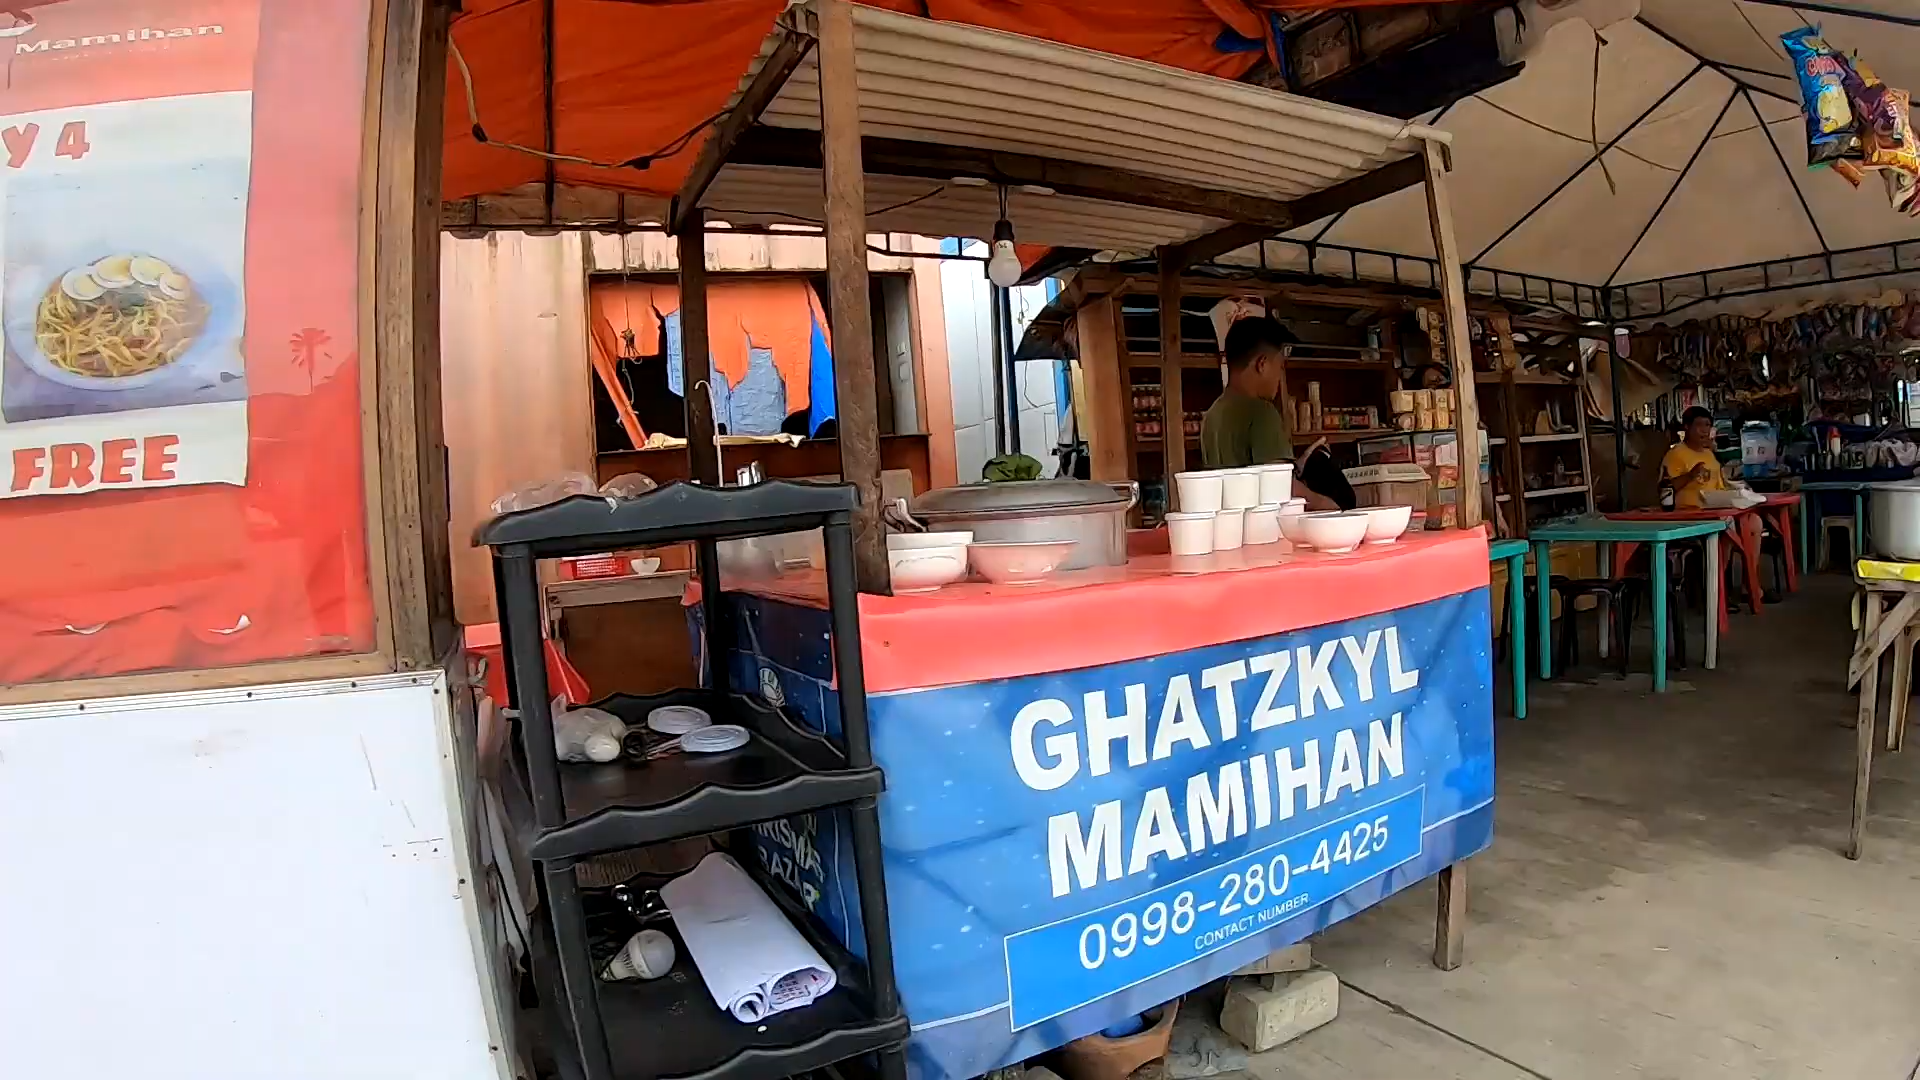 Mamihan
Y 4
FREE
GHATZKYL
MAMIHAN
0998-280-4425
CONTACT NUMBER